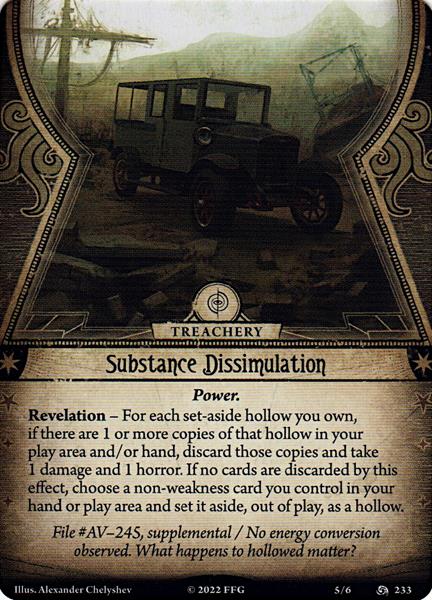 TREACHERY
Substance Dissimulation
Power.
Revelation – For each set-aside hollow you own,
if there are 1 or more copies of that hollow in your
play area and/or hand, discard those copies and take
1 damage and 1 horror. If no cards are discarded by this
effect, choose a non-weakness card you control in your
hand or play area and set it aside, out of play, as a hollow.
File #AV–24S, supplemental / No energy conversion
observed. What happens to hollowed matter?
Illus. Alexander Chelyshev © 2022 FFG 5/6 233